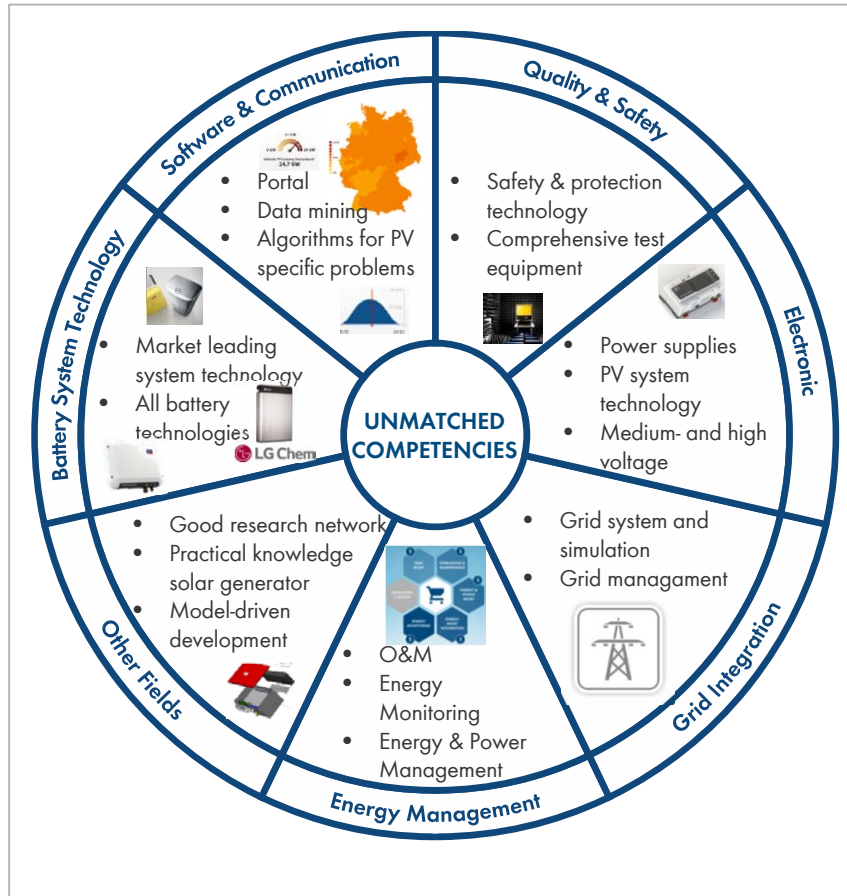 Software & Communication
Quality & Safety
Electronic
Grid Integration
Energy Management
Other Fields
Battery System Technology
UNMATCHED
COMPETENCIES
24,7 GW
• Portal
• Data mining
• Algorithms for PV
specific problems
• Safety & protection
technology
• Comprehensive test
equipment
• Power supplies
• PV system
technology
• Medium- and high
voltage
• Grid system and
simulation
• Grid managament
• O&M
• Energy
Monitoring
• Energy & Power
Management
• Good research network
• Practical knowledge
solar generator
• Model-driven
development
• Market leading
system technology
• All battery
technologies
LG Chem